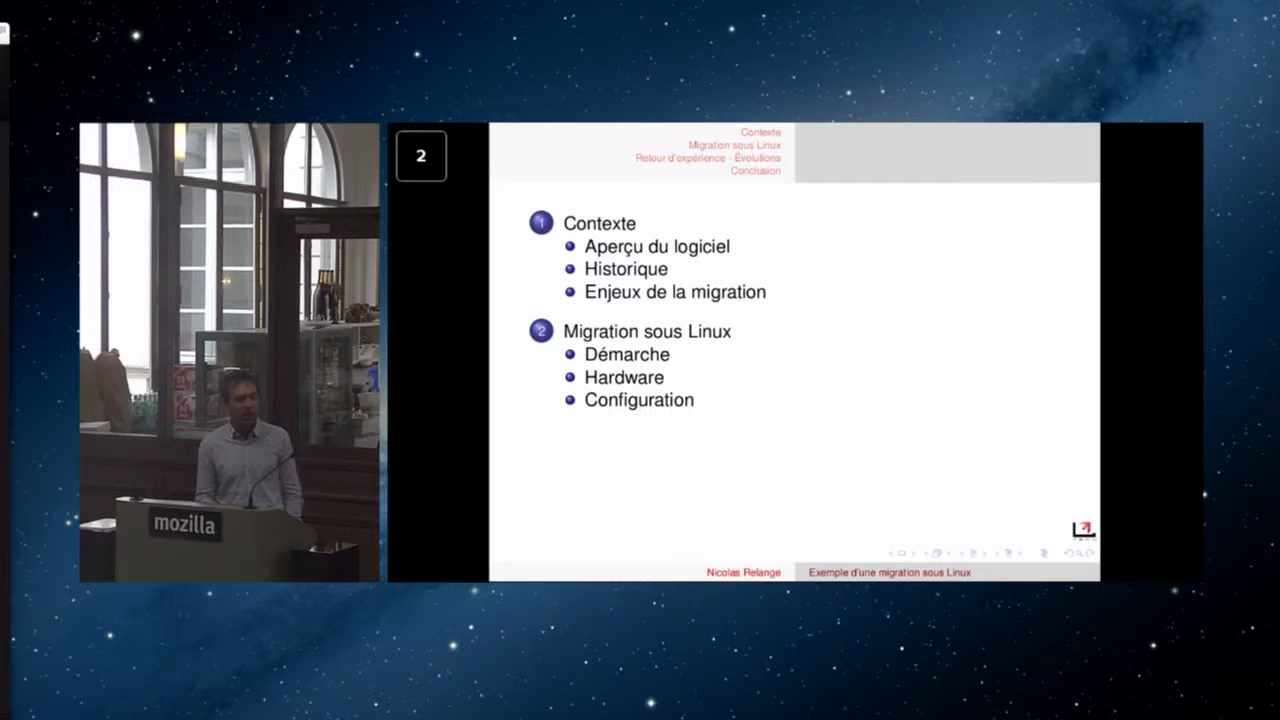 2
Contexte
Migration sous Linux
Retour d'expérience - Évolutions
Conclusion
1 Contexte
Aperçu du logiciel
Historique
Enjeux de la migration
2 Migration sous Linux
Démarche
Hardware
Configuration
mozilla
Nicolas Relange
Exemple d'une migration sous Linux